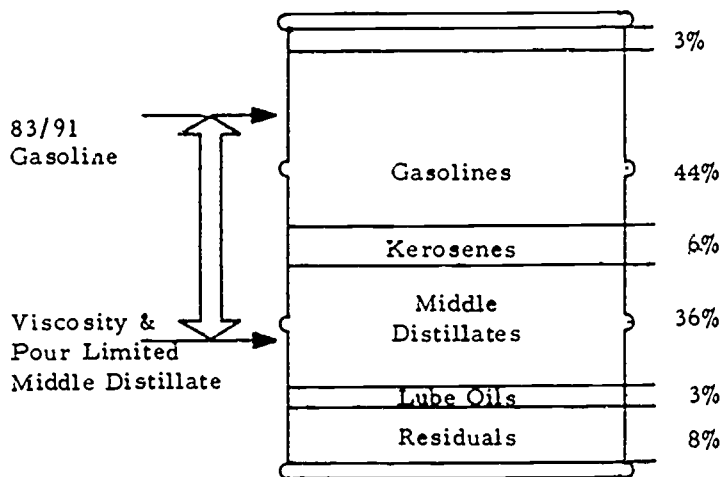 3%
83/91
Gasoline
Gasolines
44%
Kerosenes
6%
Middle
Distillates
36%
Viscosity &
Pour Limited
Middle Distillate
Lube Oils
3%
Residuals
8%